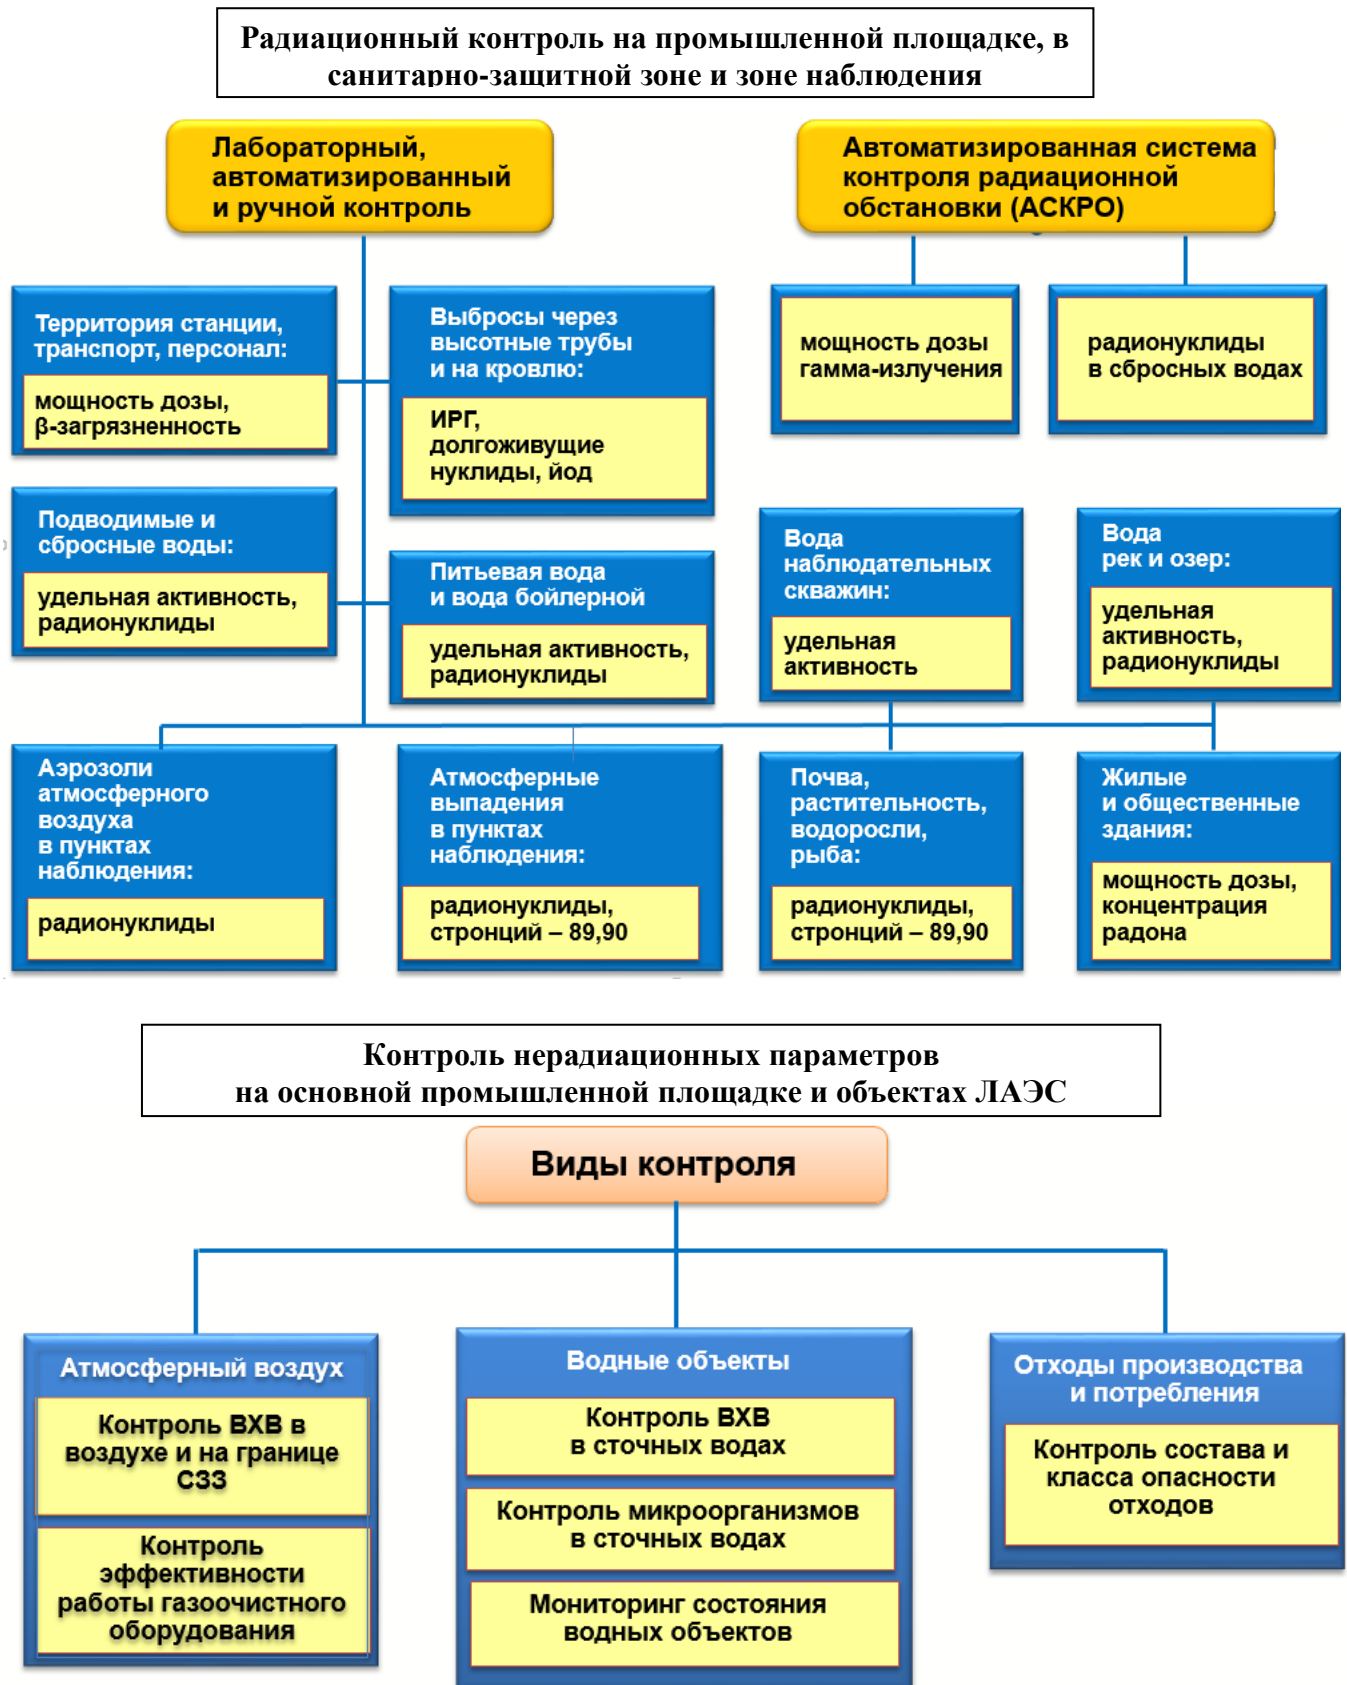 Радиационный контроль на промышленной площадке, в
санитарно-защитной зоне и зоне наблюдения
Лабораторный,
автоматизированный
и ручной контроль
Автоматизированная система
контроля радиационной
обстановки (АСКРО)
Территория станции,
транспорт, персонал:
мощность дозы,
β-загрязненность
Выбросы через
высотные трубы
и на кровлю:
ИРГ,
долгоживущие
нуклиды, йод
мощность дозы
гамма-излучения
радионуклиды
в сбросных водах
Подводимые и
сбросные воды:
удельная активность,
радионуклиды
Питьевая вода
и вода бойлерной
удельная активность,
радионуклиды
Вода
наблюдательных
скважин:
удельная
активность
Вода
рек и озер:
удельная
активность,
радионуклиды
Аэрозоли
атмосферного
воздуха
в пунктах
наблюдения:
радионуклиды
Атмосферные
выпадения
в пунктах
наблюдения:
радионуклиды,
стронций – 89,90
Почва,
растительность,
водоросли,
рыба:
радионуклиды,
стронций – 89,90
Жилые
и общественные
здания:
мощность дозы,
концентрация
радона
Контроль нерадиационных параметров
на основной промышленной площадке и объектах ЛАЭС
Виды контроля
Атмосферный воздух
Контроль ВХВ в
воздухе и на границе
СЗЗ
Контроль
эффективности
работы газоочистного
оборудования
Водные объекты
Контроль ВХВ
в сточных водах
Контроль микроорганизмов
в сточных водах
Мониторинг состояния
водных объектов
Отходы производства
и потребления
Контроль состава и
класса опасности
отходов